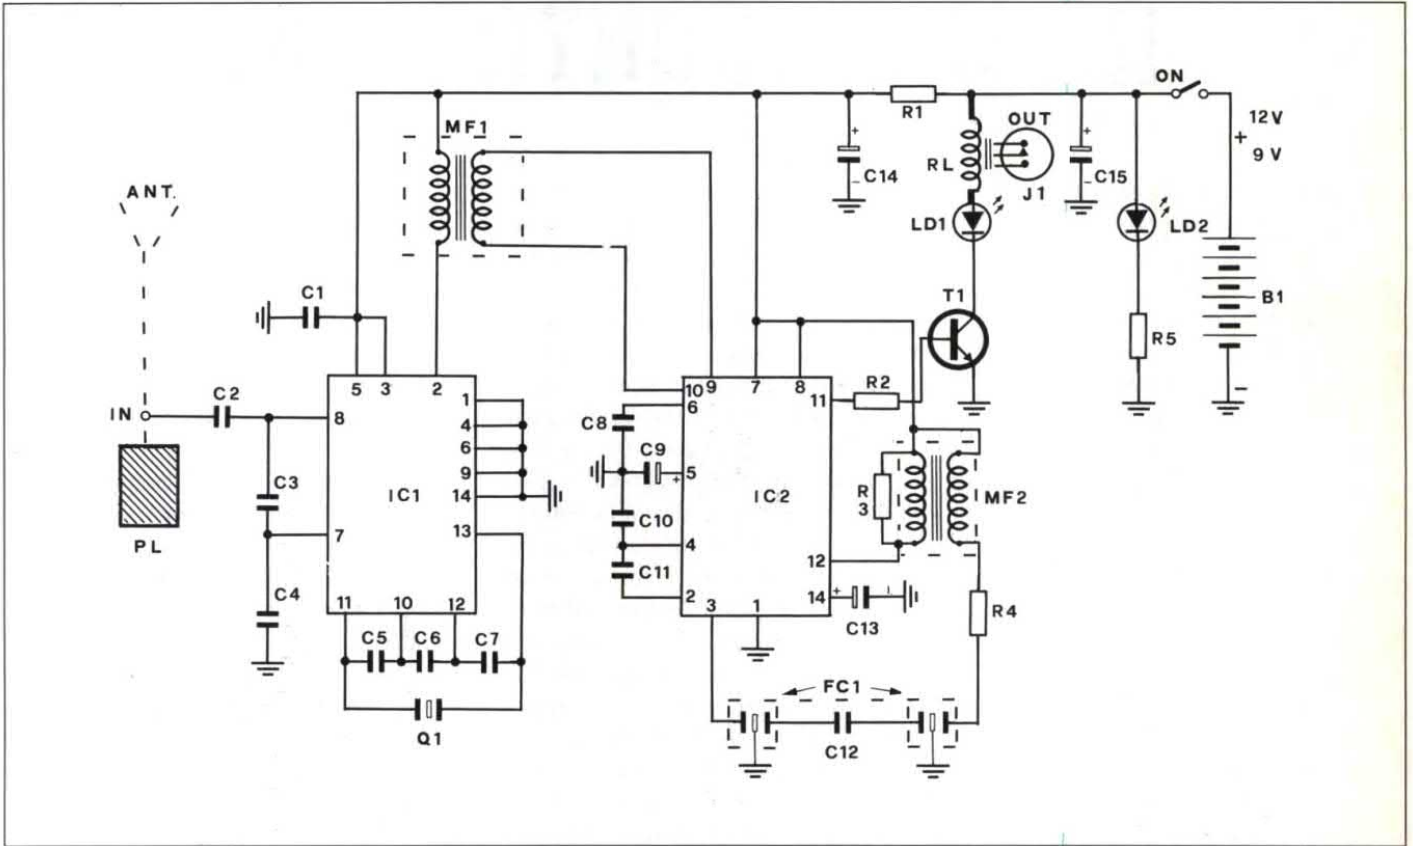 ON
12V
+
9V
R1
OUT
MF1
+
C14
-
RL
J1
+
C15
-
ANT.
LD1
LD2
C1
T1
B1
R5
-
5 3 2
10 9 7 8
R2
C2
1
6
11
IN
8
4
C8
6
C9
9
+
5
C3
IC1
14
IC2
R
3
MF2
C10
7
13
4
PL
C11
12
2
14
+
C4
11 10 12
3 1
C13
R4
C5 C6 C7
FC1
Q1
C12